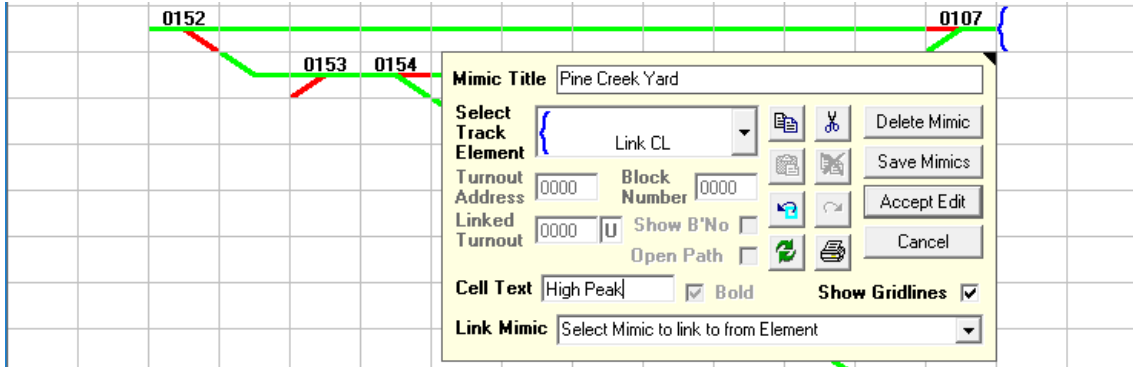 0152
0107
0153
0154
Mimic Title Pine Creek Yard
Select Track Element
Link CL
Delete Mimic
Save Mimics
Turnout Address 0000
Block Number 0000
Accept Edit
Linked Turnout 0000 U
Show B'No
Open Path
Cancel
Cell Text High Peak
Bold
Show Gridlines
Link Mimic Select Mimic to link to from Element